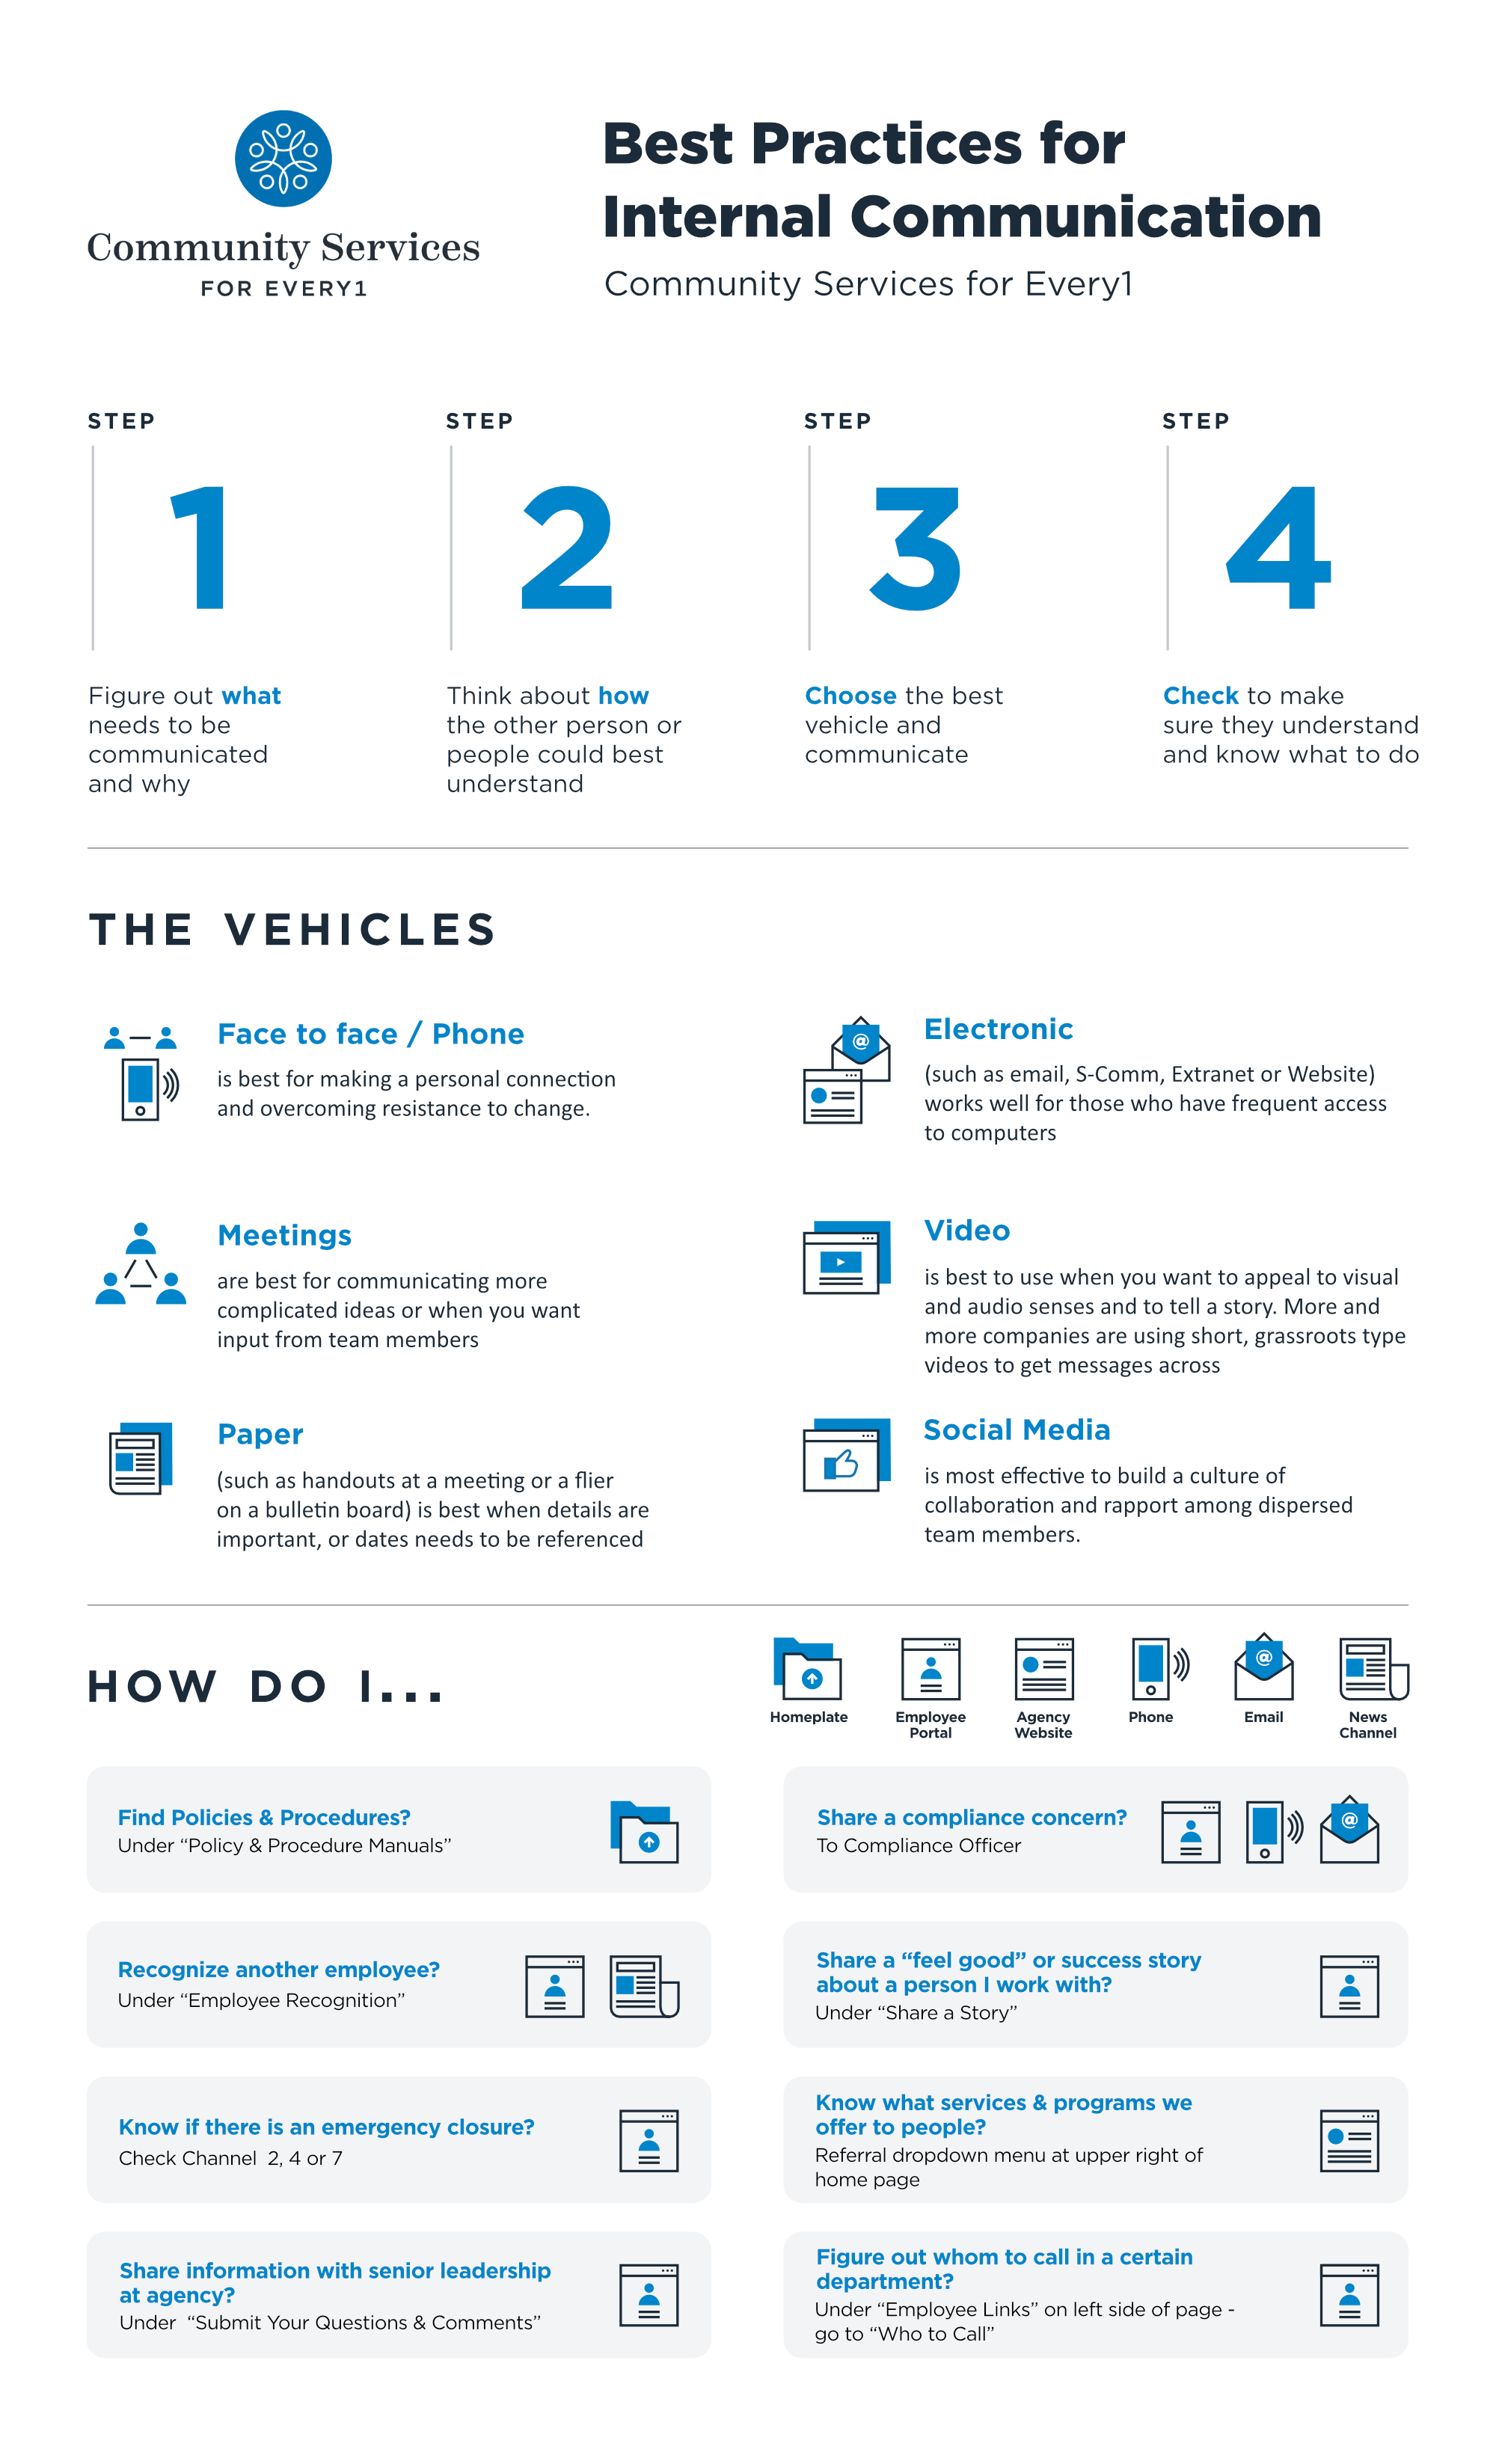 Community Services
FOR EVERY1
Best Practices for
Internal Communication
Community Services for Every1
STEP
1
Figure out what
needs to be
communicated
and why
STEP
2
Think about how
the other person or
people could best
understand
STEP
3
Choose the best
vehicle and
communicate
STEP
4
Check to make
sure they understand
and know what to do
THE VEHICLES
Face to face / Phone
is best for making a personal connection
and overcoming resistance to change.
@
Electronic
(such as email, S-Comm, Extranet or Website)
works well for those who have frequent access
to computers
Meetings
are best for communicating more
complicated ideas or when you want
input from team members
Video
is best to use when you want to appeal to visual
and audio senses and to tell a story. More and
more companies are using short, grassroots type
videos to get messages across
Paper
(such as handouts at a meeting or a flier
on a bulletin board) is best when details are
important, or dates needs to be referenced
Social Media
is most effective to build a culture of
collaboration and rapport among dispersed
team members.
HOW DO I...
Homeplate
Employee
Portal
Agency
Website
Phone
@
Email
News
Channel
Find Policies & Procedures?
Under “Policy & Procedure Manuals”
Share a compliance concern?
To Compliance Officer
@
Recognize another employee?
Under “Employee Recognition”
Share a “feel good” or success story
about a person I work with?
Under “Share a Story”
Know if there is an emergency closure?
Check Channel  2, 4 or 7
Know what services & programs we
offer to people?
Referral dropdown menu at upper right of
home page
Share information with senior leadership
at agency?
Under  “Submit Your Questions & Comments”
Figure out whom to call in a certain
department?
Under “Employee Links” on left side of page -
go to “Who to Call”